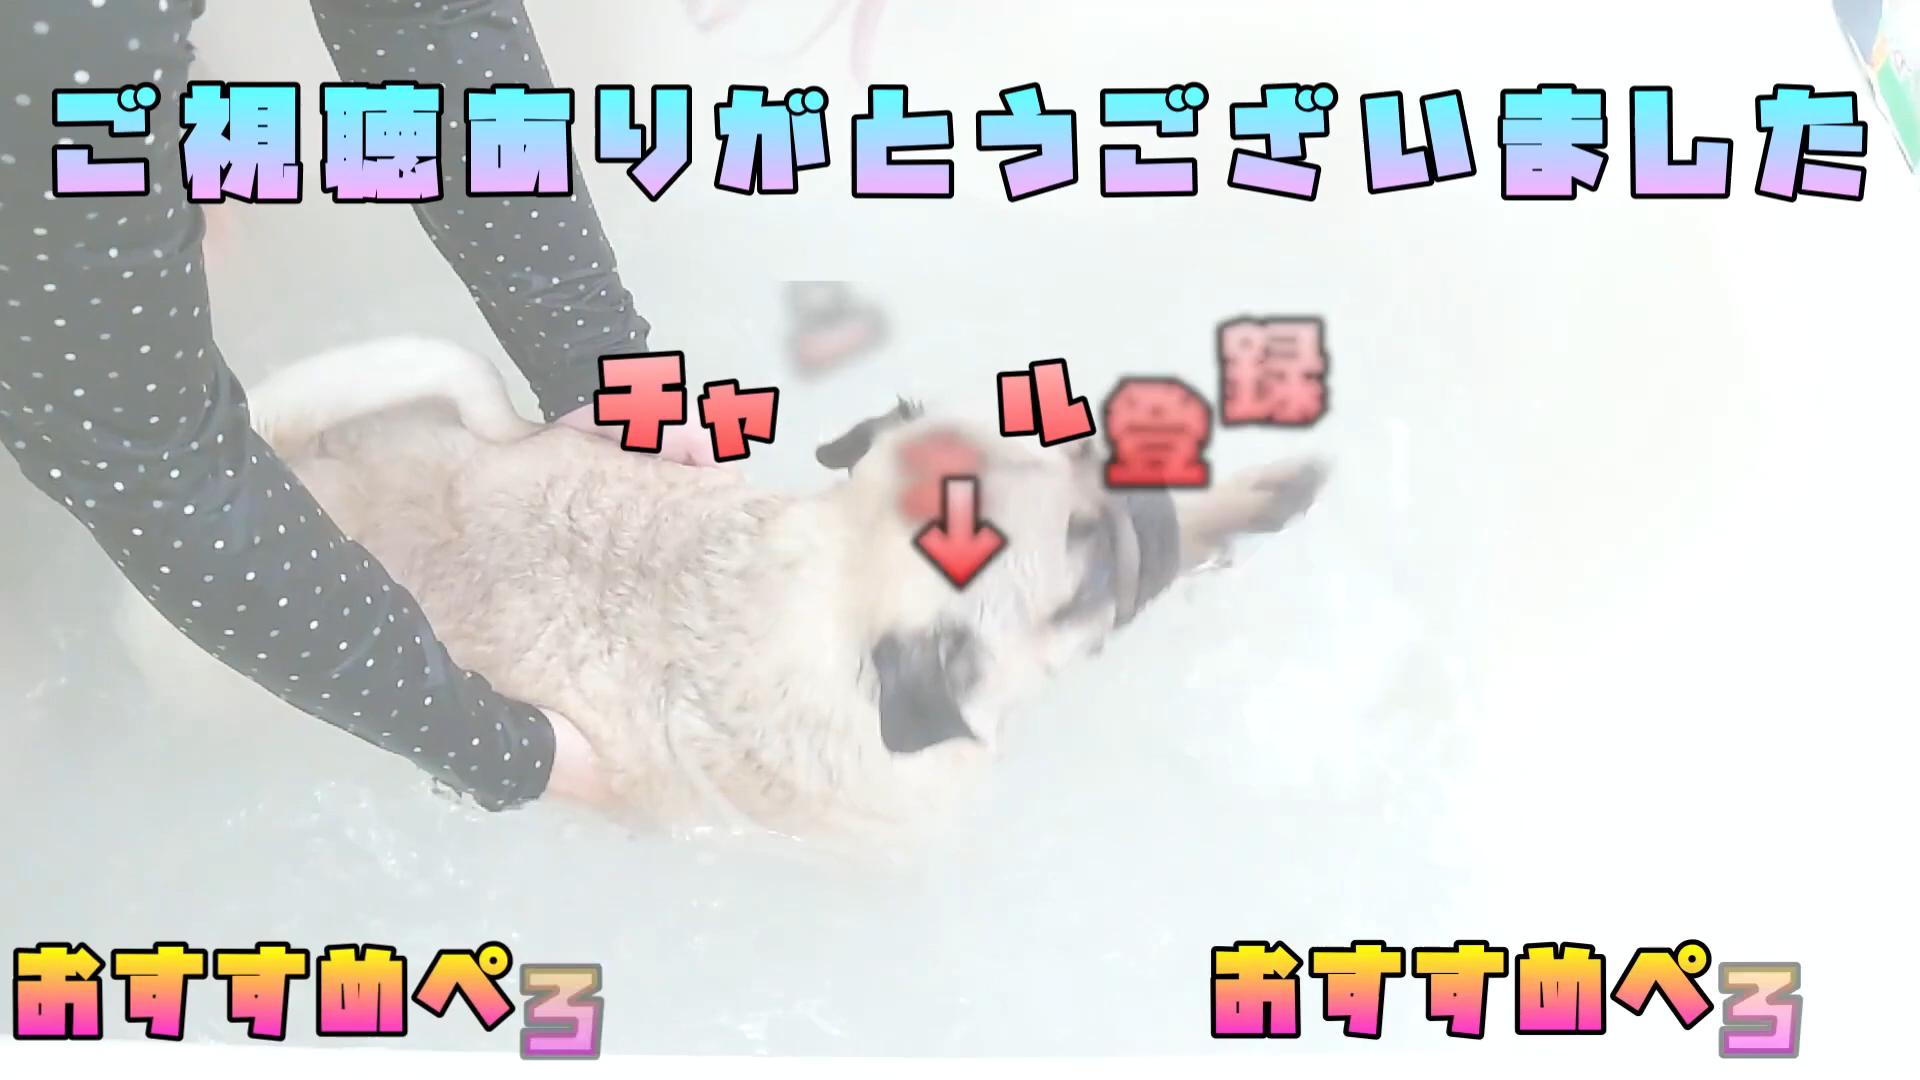 ご視聴ありがとうございました
チャ ル登録
↓
おすすめぺろ おすすめぺろ